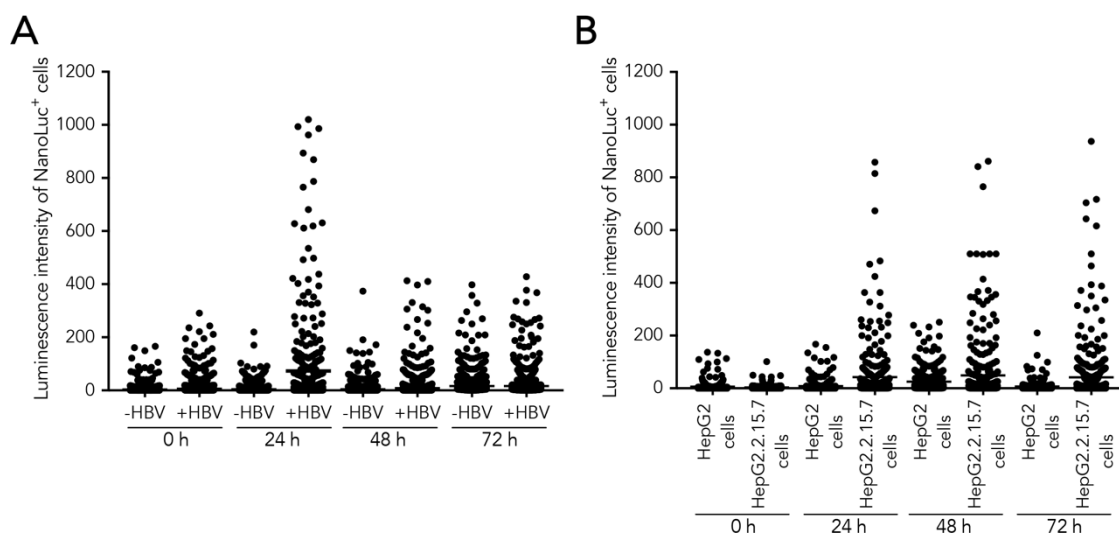 A
Luminescence intensity of NanoLuc⁺ cells
1200
1000
800
600
400
200
0
-HBV
+HBV
-HBV
+HBV
-HBV
+HBV
-HBV
+HBV
0 h
24 h
48 h
72 h
B
Luminescence intensity of NanoLuc⁺ cells
1200
1000
800
600
400
200
0
HepG2
cells
HepG2.2.15.7
cells
HepG2
cells
HepG2.2.15.7
cells
HepG2
cells
HepG2.2.15.7
cells
HepG2
cells
HepG2.2.15.7
cells
0 h
24 h
48 h
72 h